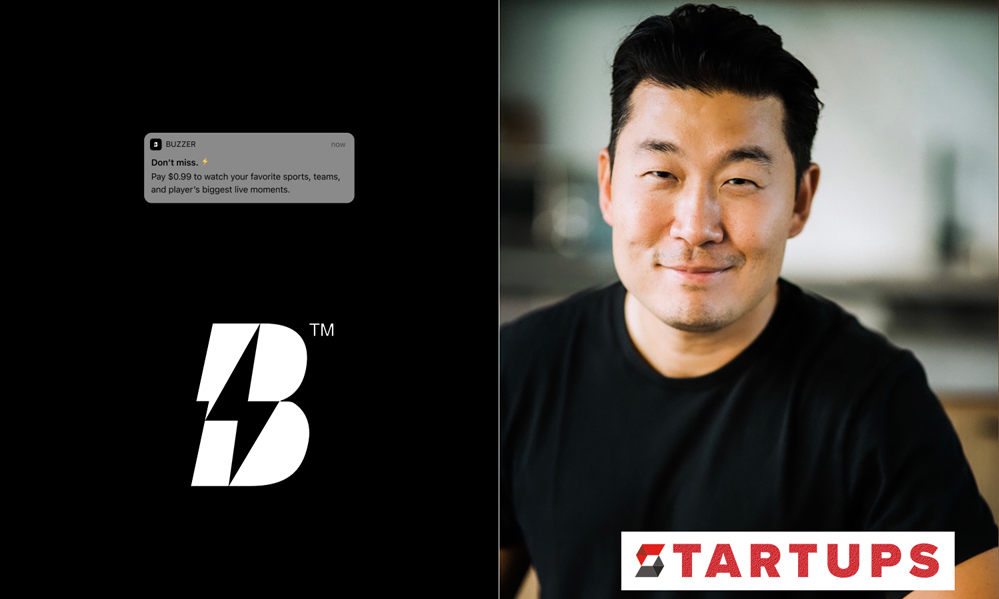 BUZZER now
Don't miss. ⚡
Pay $0.99 to watch your favorite sports, teams,
and player's biggest live moments.
B™
STARTUPS